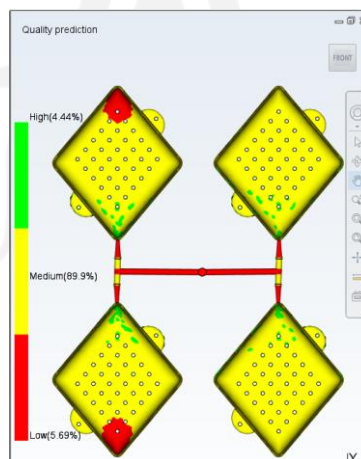 Quality prediction
FRONT
High(4.44%)
Medium(89.9%)
Low(5.69%)